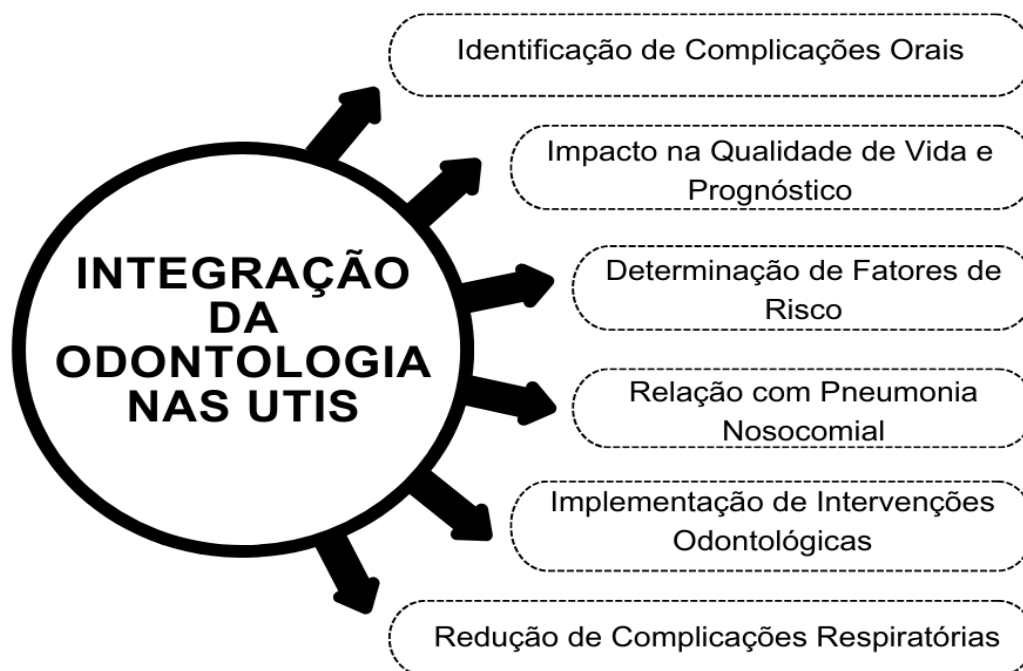 Identificação de Complicações Orais
Impacto na Qualidade de Vida e
Prognóstico
INTEGRAÇÃO
DA
ODONTOLOGIA
NAS UTIS
Determinação de Fatores de
Risco
Relação com Pneumonia
Nosocomial
Implementação de Intervenções
Odontológicas
Redução de Complicações Respiratórias